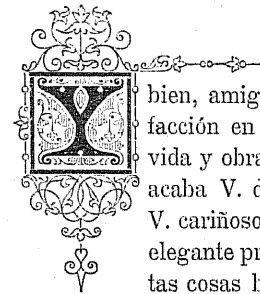 Y
bien, amig
facción en
vida y obra
acaba V. d
V. cariñoso
elegante pr
tas cosas h